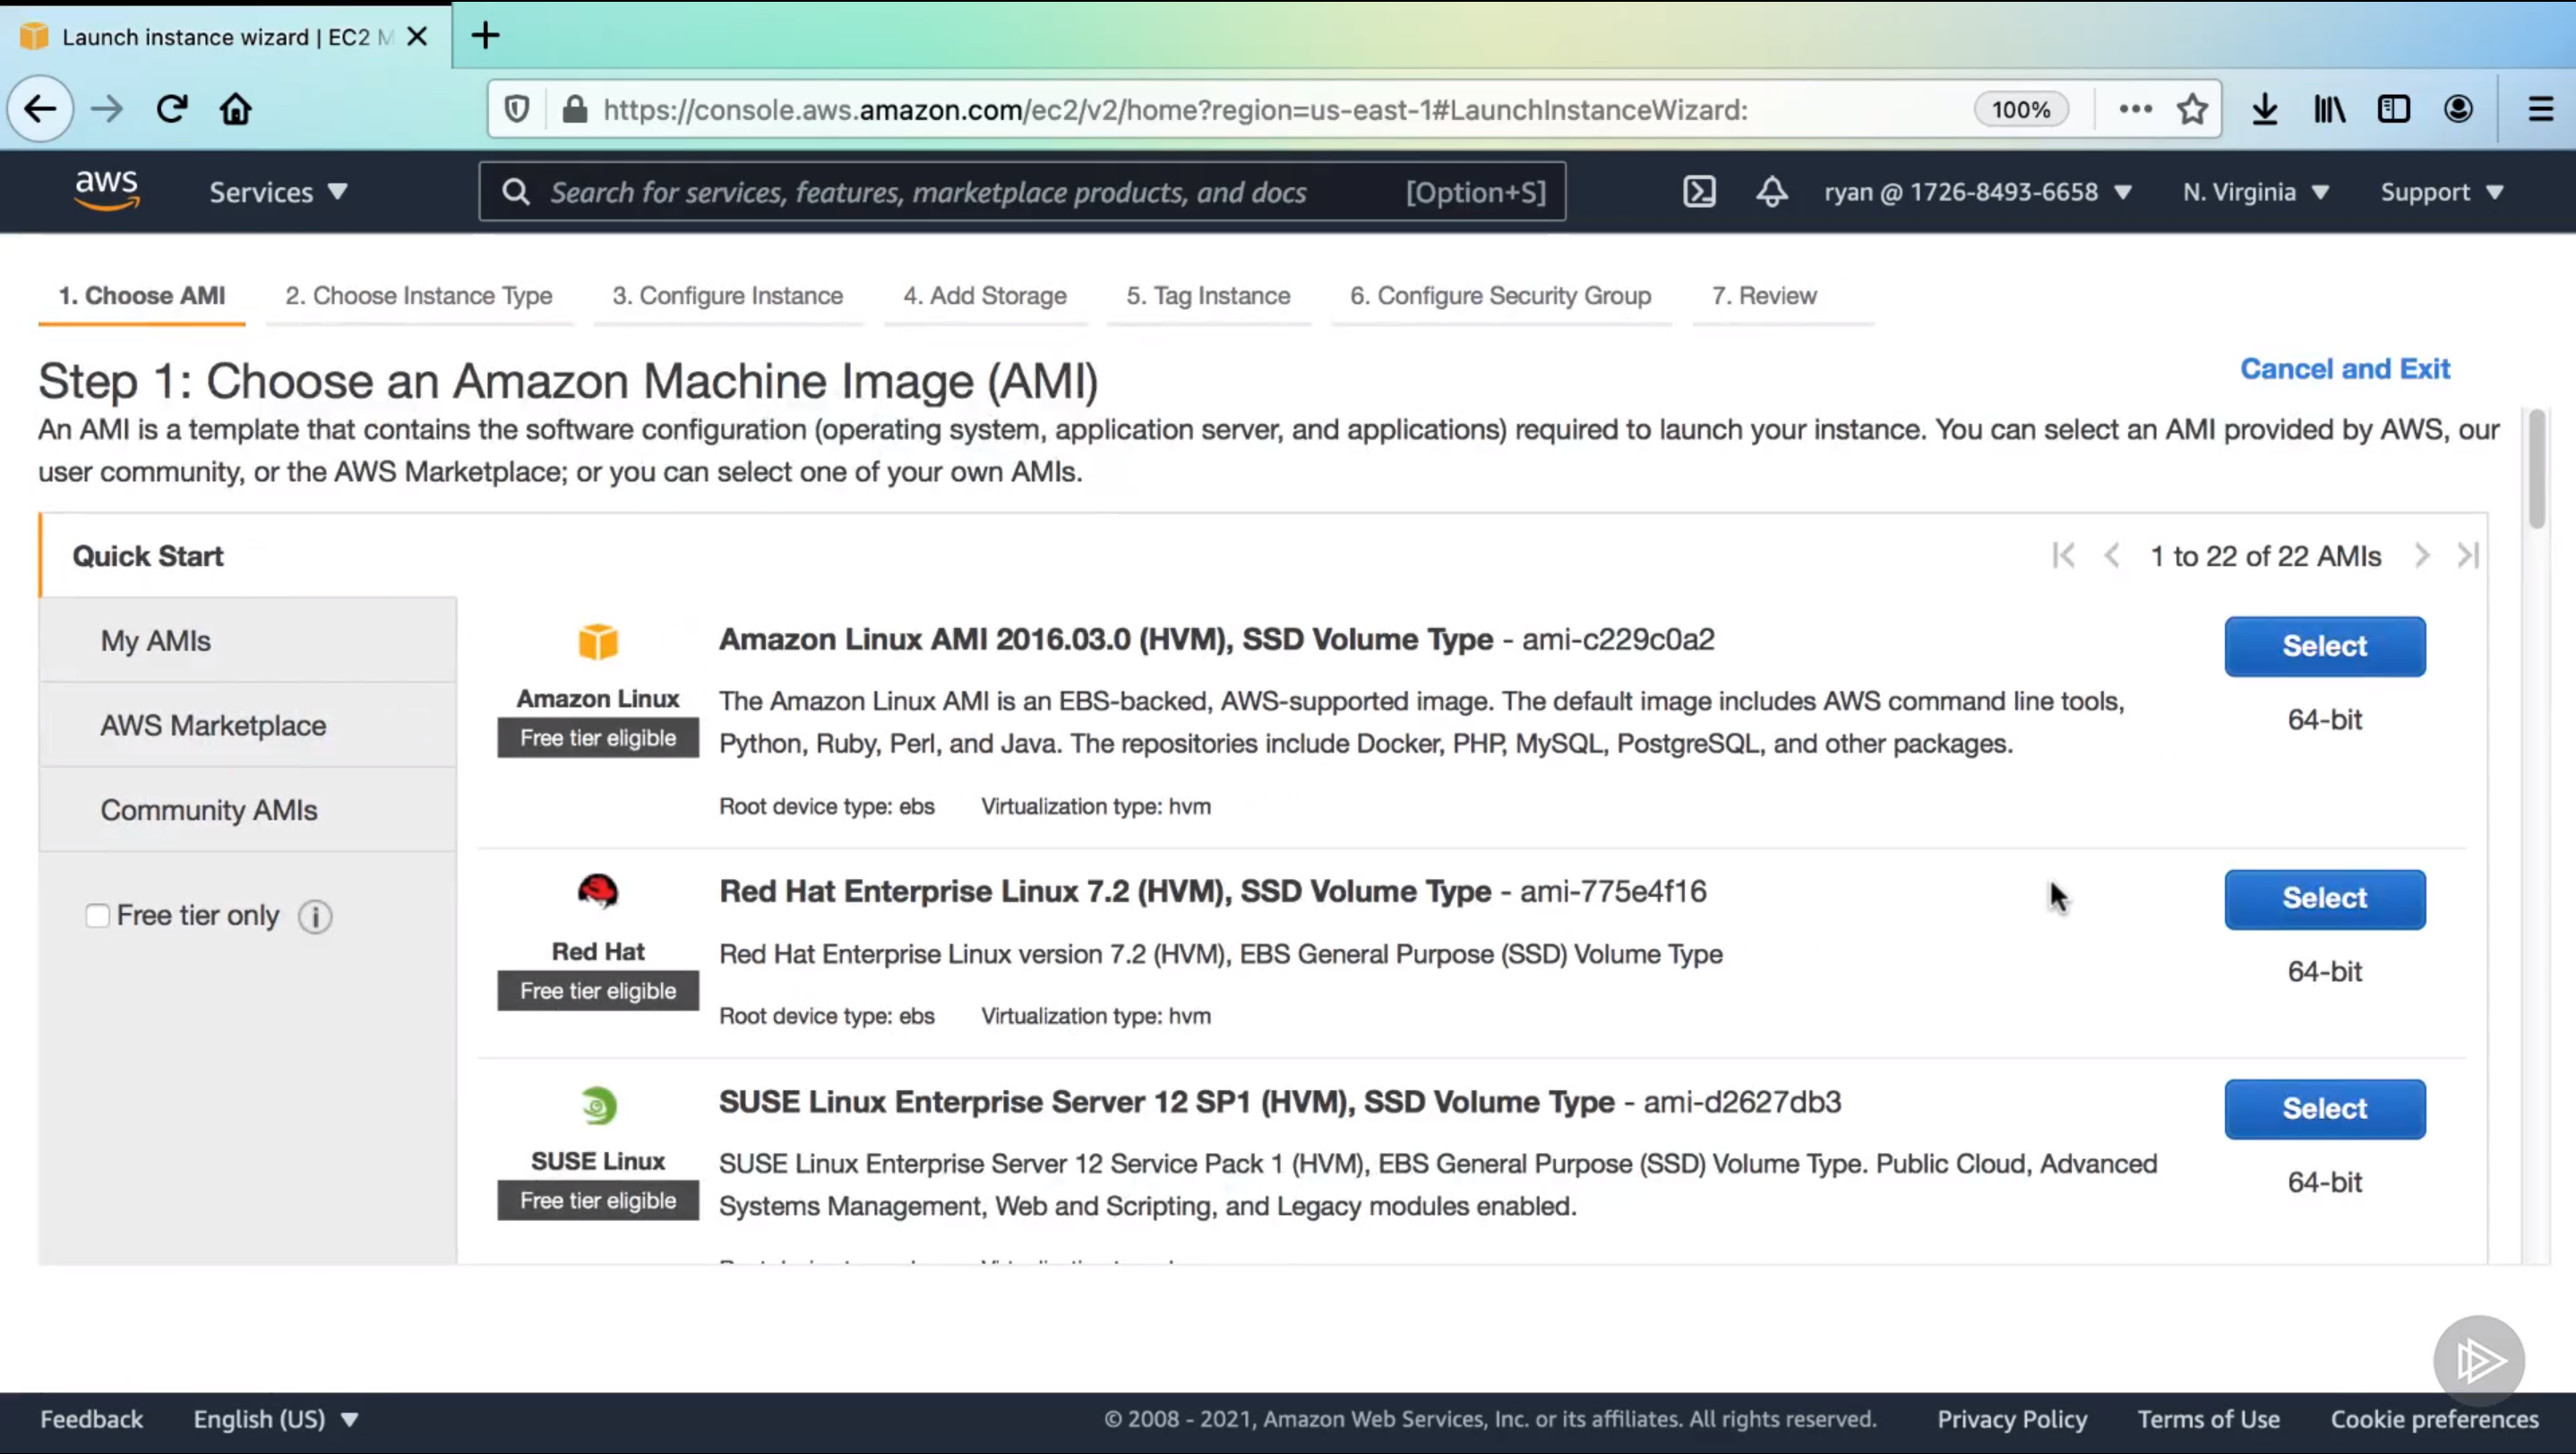 Launch instance wizard | EC2 M
https://console.aws.amazon.com/ec2/v2/home?region=us-east-1#LaunchInstanceWizard:
100%
aws
Services
Search for services, features, marketplace products, and docs
[Option+S]
ryan @ 1726-8493-6658
N. Virginia
Support
1. Choose AMI
2. Choose Instance Type
3. Configure Instance
4. Add Storage
5. Tag Instance
6. Configure Security Group
7. Review
Step 1: Choose an Amazon Machine Image (AMI)
Cancel and Exit
An AMI is a template that contains the software configuration (operating system, application server, and applications) required to launch your instance. You can select an AMI provided by AWS, our
user community, or the AWS Marketplace; or you can select one of your own AMIs.
Quick Start
1 to 22 of 22 AMIs
My AMIs
AWS Marketplace
Community AMIs
Free tier only
Amazon Linux
Free tier eligible
Amazon Linux AMI 2016.03.0 (HVM), SSD Volume Type - ami-c229c0a2
The Amazon Linux AMI is an EBS-backed, AWS-supported image. The default image includes AWS command line tools,
Python, Ruby, Perl, and Java. The repositories include Docker, PHP, MySQL, PostgreSQL, and other packages.
Root device type: ebs
Virtualization type: hvm
Select
64-bit
Red Hat
Free tier eligible
Red Hat Enterprise Linux 7.2 (HVM), SSD Volume Type - ami-775e4f16
Red Hat Enterprise Linux version 7.2 (HVM), EBS General Purpose (SSD) Volume Type
Root device type: ebs
Virtualization type: hvm
Select
64-bit
SUSE Linux
Free tier eligible
SUSE Linux Enterprise Server 12 SP1 (HVM), SSD Volume Type - ami-d2627db3
SUSE Linux Enterprise Server 12 Service Pack 1 (HVM), EBS General Purpose (SSD) Volume Type. Public Cloud, Advanced
Systems Management, Web and Scripting, and Legacy modules enabled.
Select
64-bit
Feedback
English (US)
© 2008 - 2021, Amazon Web Services, Inc. or its affiliates. All rights reserved.
Privacy Policy
Terms of Use
Cookie preferences